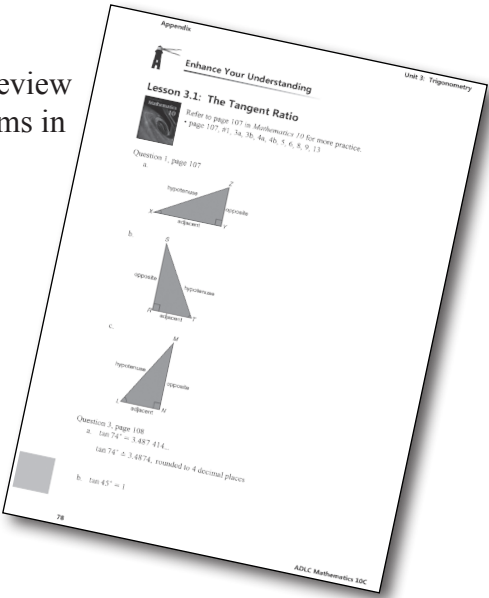 eview
ms in
Appendix
Unit 3: Trigonometry
Enhance Your Understanding
Lesson 3.1: The Tangent Ratio
Mathematics
10
Refer to page 107 in Mathematics 10 for more practice.
• page 107, #1, 3a, 3b, 4a, 4b, 5, 6, 8, 9, 13
Question 1, page 107
a.
Z
hypotenuse
opposite
X
adjacent
Y
b.
S
opposite
hypotenuse
R
adjacent
T
c.
M
hypotenuse
opposite
L
adjacent
N
Question 3, page 108
a. tan 74° = 3.487 414...
tan 74° ≐ 3.4874, rounded to 4 decimal places
b. tan 45° = 1
78
ADLC Mathematics 10C